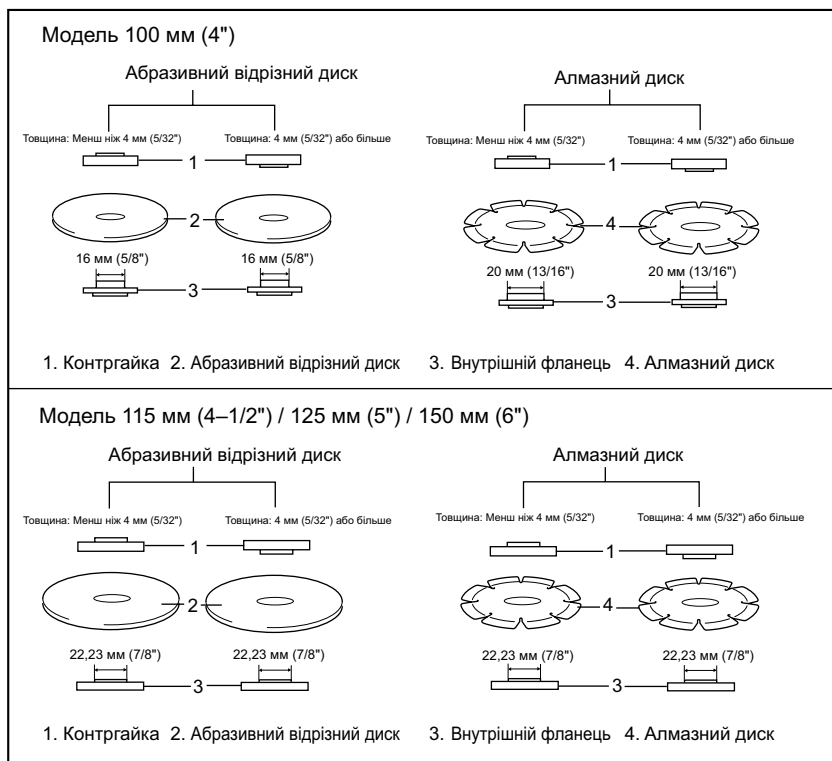 Модель 100 мм (4")
Абразивний відрізний диск
Алмазний диск
Товщина: Менш ніж 4 мм (5/32")
Товщина: 4 мм (5/32") або більше
Товщина: Менш ніж 4 мм (5/32")
Товщина: 4 мм (5/32") або більше
1
1
2
4
16 мм (5/8")
16 мм (5/8")
20 мм (13/16")
20 мм (13/16")
3
3
1. Контргайка 2. Абразивний відрізний диск 3. Внутрішній фланець 4. Алмазний диск
Модель 115 мм (4–1/2") / 125 мм (5") / 150 мм (6")
Абразивний відрізний диск
Алмазний диск
Товщина: Менш ніж 4 мм (5/32")
Товщина: 4 мм (5/32") або більше
Товщина: Менш ніж 4 мм (5/32")
Товщина: 4 мм (5/32") або більше
1
1
2
4
22,23 мм (7/8")
22,23 мм (7/8")
22,23 мм (7/8")
22,23 мм (7/8")
3
3
1. Контргайка 2. Абразивний відрізний диск 3. Внутрішній фланець 4. Алмазний диск